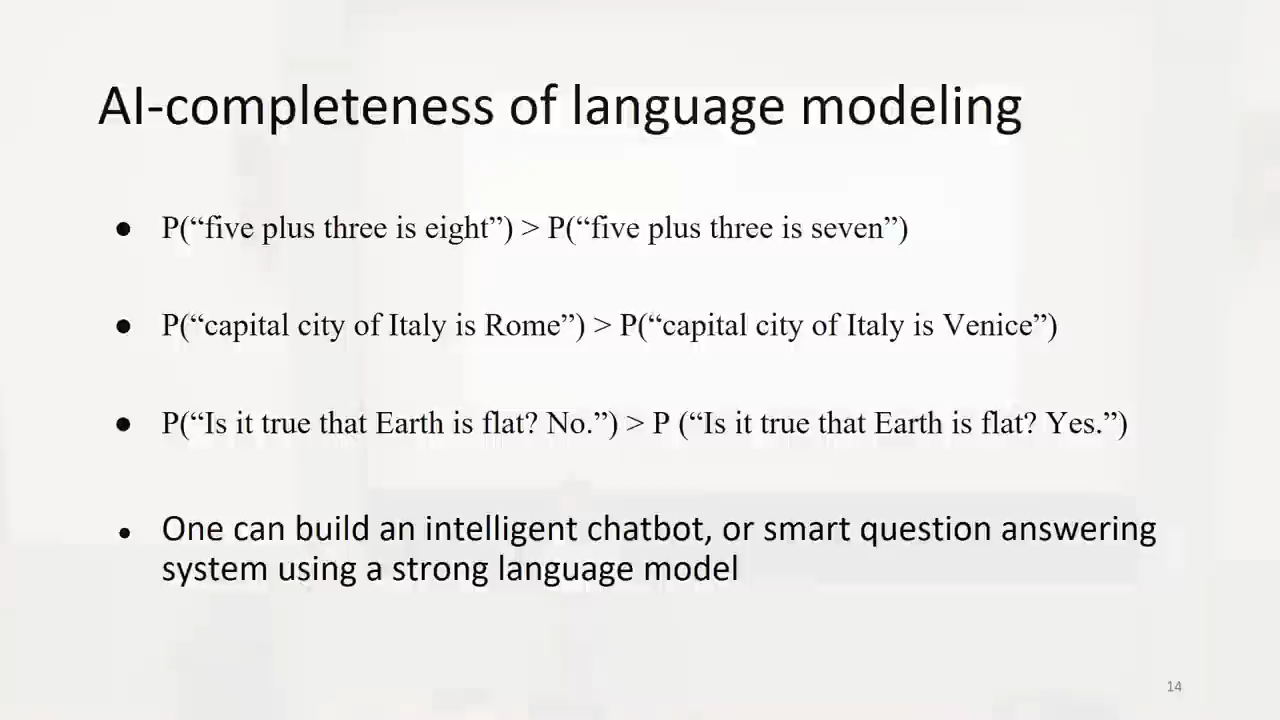 AI-completeness of language modeling
● P(“five plus three is eight”) > P(“five plus three is seven”)
● P(“capital city of Italy is Rome”) > P(“capital city of Italy is Venice”)
● P(“Is it true that Earth is flat? No.”) > P (“Is it true that Earth is flat? Yes.”)
• One can build an intelligent chatbot, or smart question answering
system using a strong language model
14